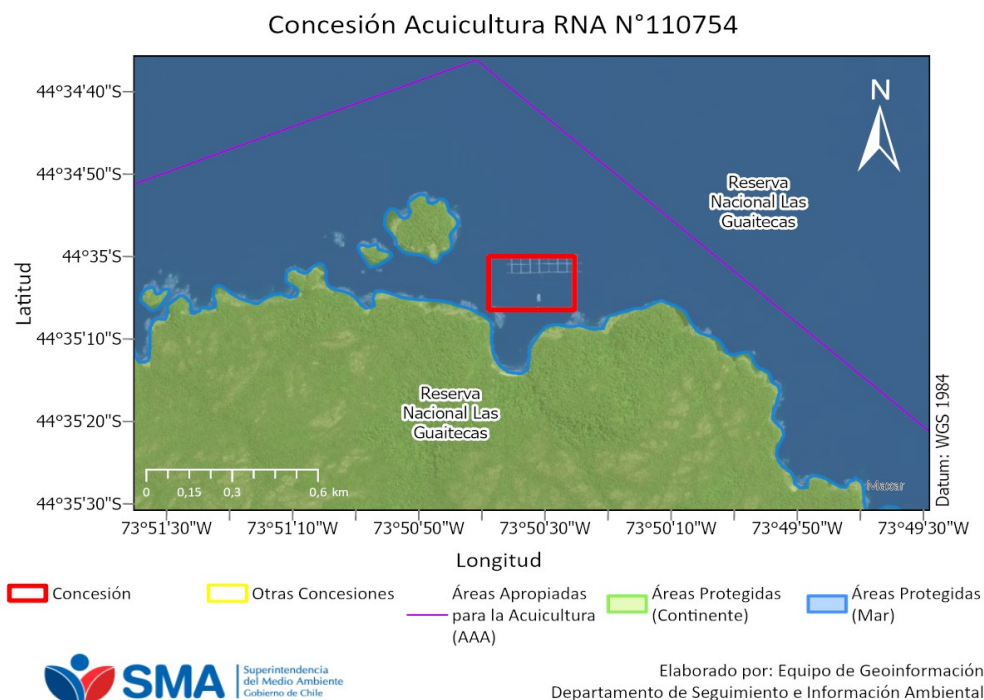 Concesión Acuicultura RNA N°110754
44°34'40"S
44°34'50"S
44°35'S
44°35'10"S
44°35'20"S
44°35'30"S
Latitud
N
Reserva
Nacional Las
Guaitecas
Reserva
Nacional Las
Guaitecas
Datum: WGS 1984
Maxar
0 0,15 0,3 0,6 km
73°51'30"W 73°51'10"W 73°50'50"W 73°50'30"W 73°50'10"W 73°49'50"W 73°49'30"W
Longitud
Concesión
Otras Concesiones
Áreas Apropiadas
para la Acuicultura
(AAA)
Áreas Protegidas
(Continente)
Áreas Protegidas
(Mar)
SMA
Superintendencia
del Medio Ambiente
Gobierno de Chile
Elaborado por: Equipo de Geoinformación
Departamento de Seguimiento e Información Ambiental